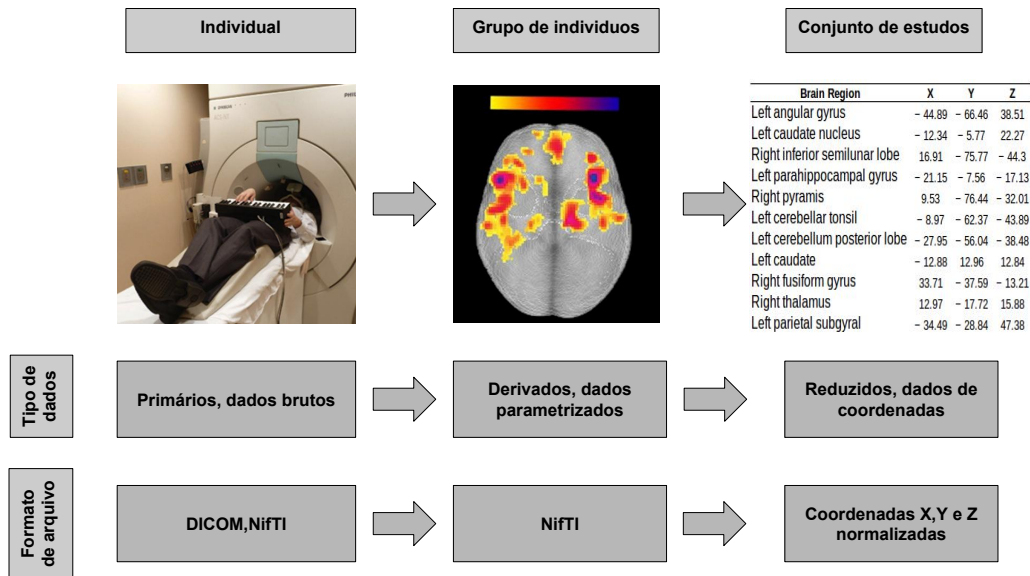 Individual
Grupo de individuos
Conjunto de estudos
Brain Region X Y Z
Left angular gyrus − 44.89 − 66.46 38.51
Left caudate nucleus − 12.34 − 5.77 22.27
Right inferior semilunar lobe 16.91 − 75.77 − 44.3
Left parahippocampal gyrus − 21.15 − 7.56 − 17.13
Right pyramis 9.53 − 76.44 − 32.01
Left cerebellar tonsil − 8.97 − 62.37 − 43.89
Left cerebellum posterior lobe − 27.95 − 56.04 − 38.48
Left caudate − 12.88 12.96 12.84
Right fusiform gyrus 33.71 − 37.59 − 13.21
Right thalamus 12.97 − 17.72 15.88
Left parietal subgyral − 34.49 − 28.84 47.38
Tipo de
dados
Primários, dados brutos
Derivados, dados
parametrizados
Reduzidos, dados de
coordenadas
Formato
de arquivo
DICOM,NifTI
NifTI
Coordenadas X,Y e Z
normalizadas